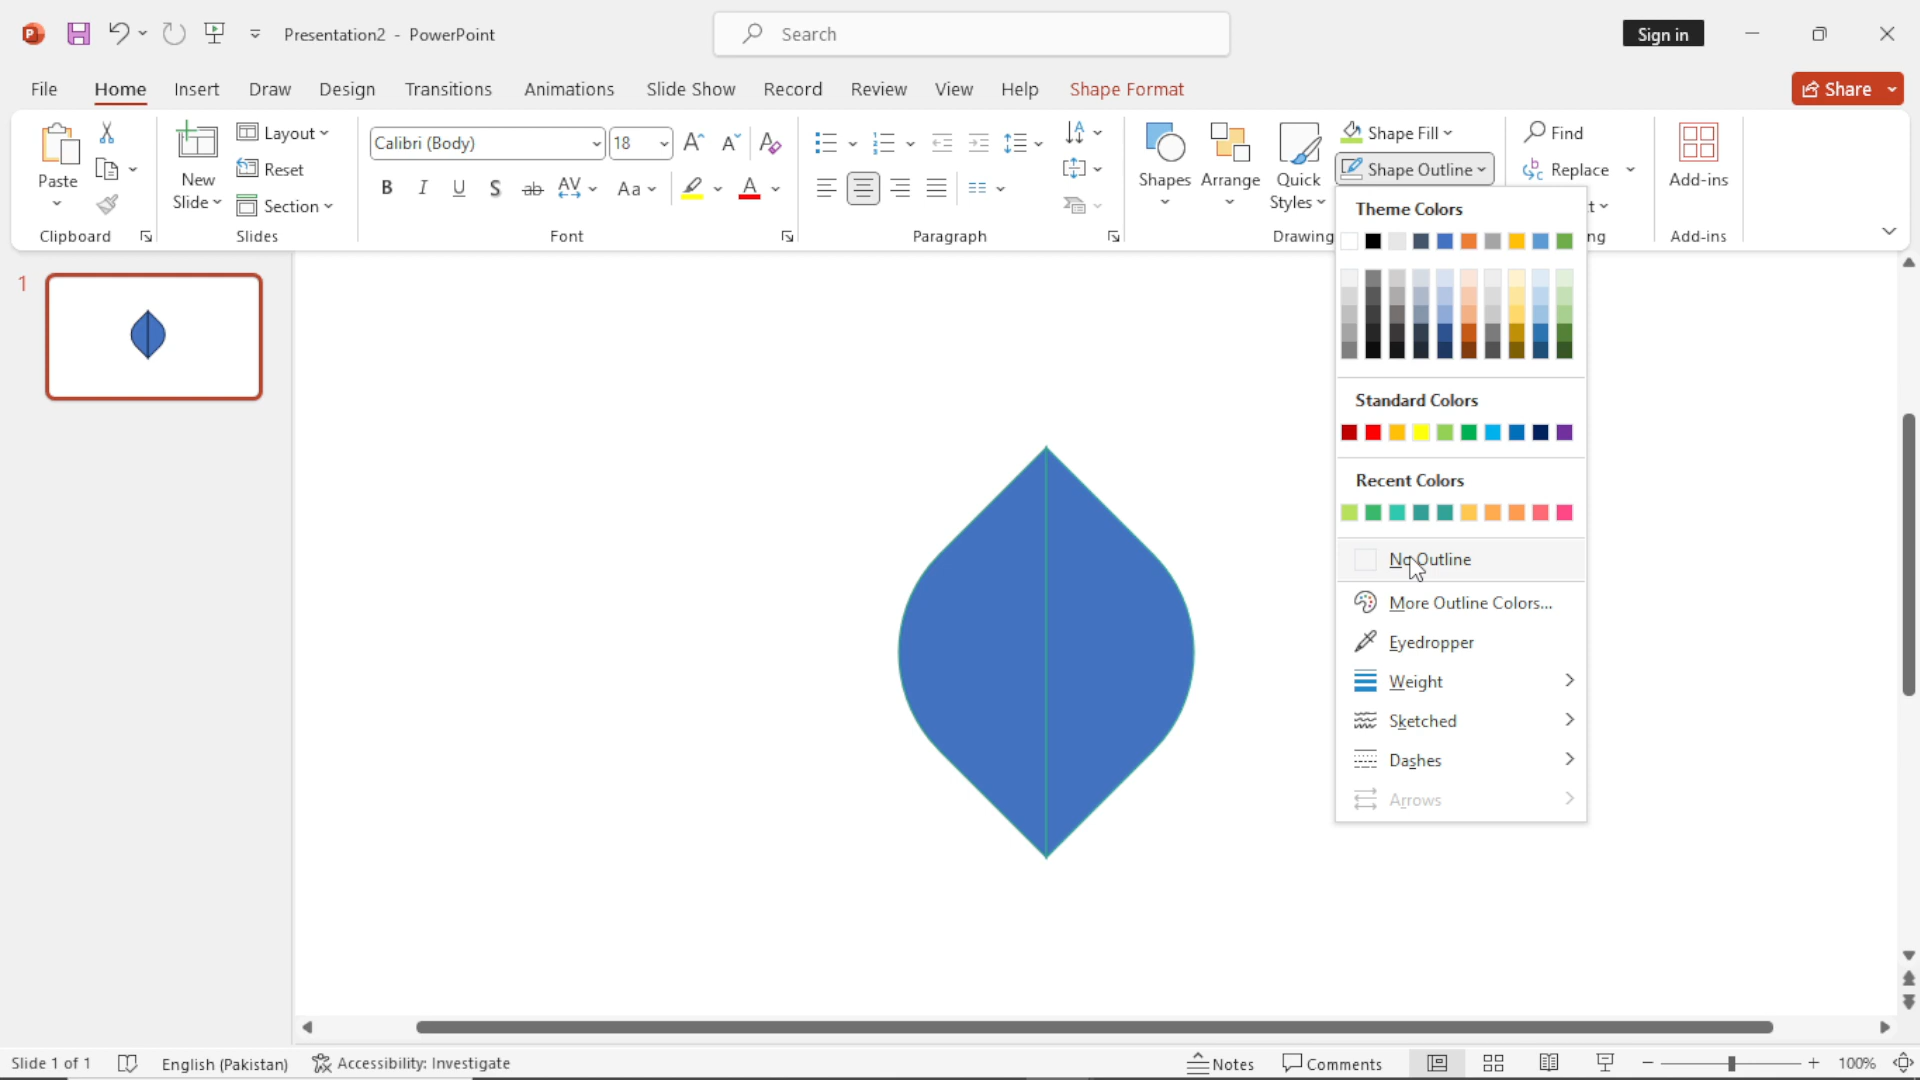 Presentation2 - PowerPoint
Search
Sign in
File Home Insert Draw Design Transitions Animations Slide Show Record Review View Help Shape Format
Share
Paste
New
Slide
Layout
Reset
Section
Calibri (Body) 18
B I U S ab AV Aa A
Shapes Arrange Quick
Styles
Shape Fill
Shape Outline
Find
Replace
Add-ins
Clipboard Slides Font Paragraph Drawing Add-ins
Theme Colors
Standard Colors
Recent Colors
No Outline
More Outline Colors...
Eyedropper
Weight
Sketched
Dashes
Arrows
1
Slide 1 of 1 English (Pakistan) Accessibility: Investigate Notes Comments 100%